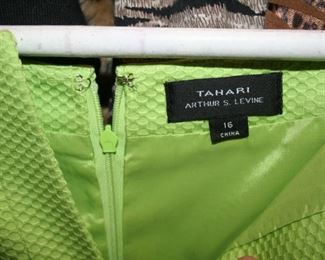 TAHARI
ARTHUR S. LEVINE
16
CHINA